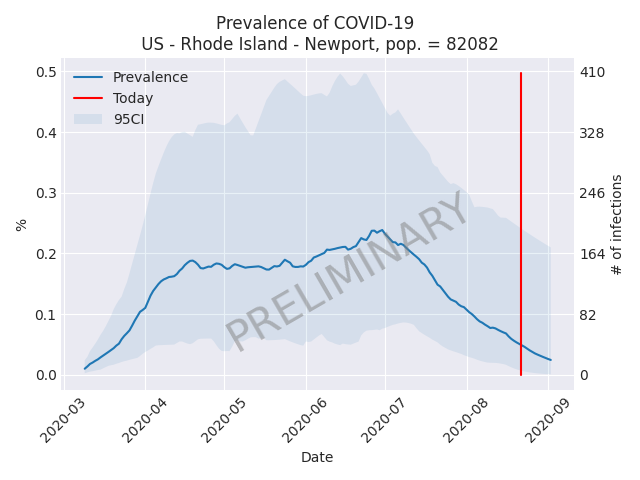 Prevalence of COVID-19
US - Rhode Island - Newport, pop. = 82082
Prevalence
Today
95CI
0.5
0.4
0.3
0.2
0.1
0.0
%
410
328
246
164
82
0
# of infections
PRELIMINARY
2020-03
2020-04
2020-05
2020-06
2020-07
2020-08
2020-09
Date